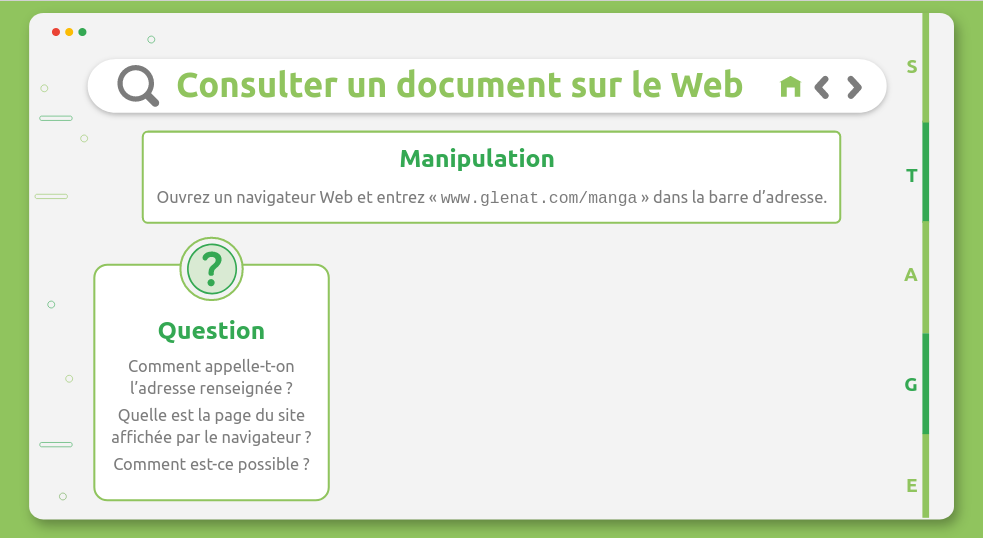 Consulter un document sur le Web
Manipulation
Ouvrez un navigateur Web et entrez « www.glenat.com/manga » dans la barre d’adresse.
?
Question
Comment appelle-t-on
l’adresse renseignée ?
Quelle est la page du site
affichée par le navigateur ?
Comment est-ce possible ?
S
T
A
G
E